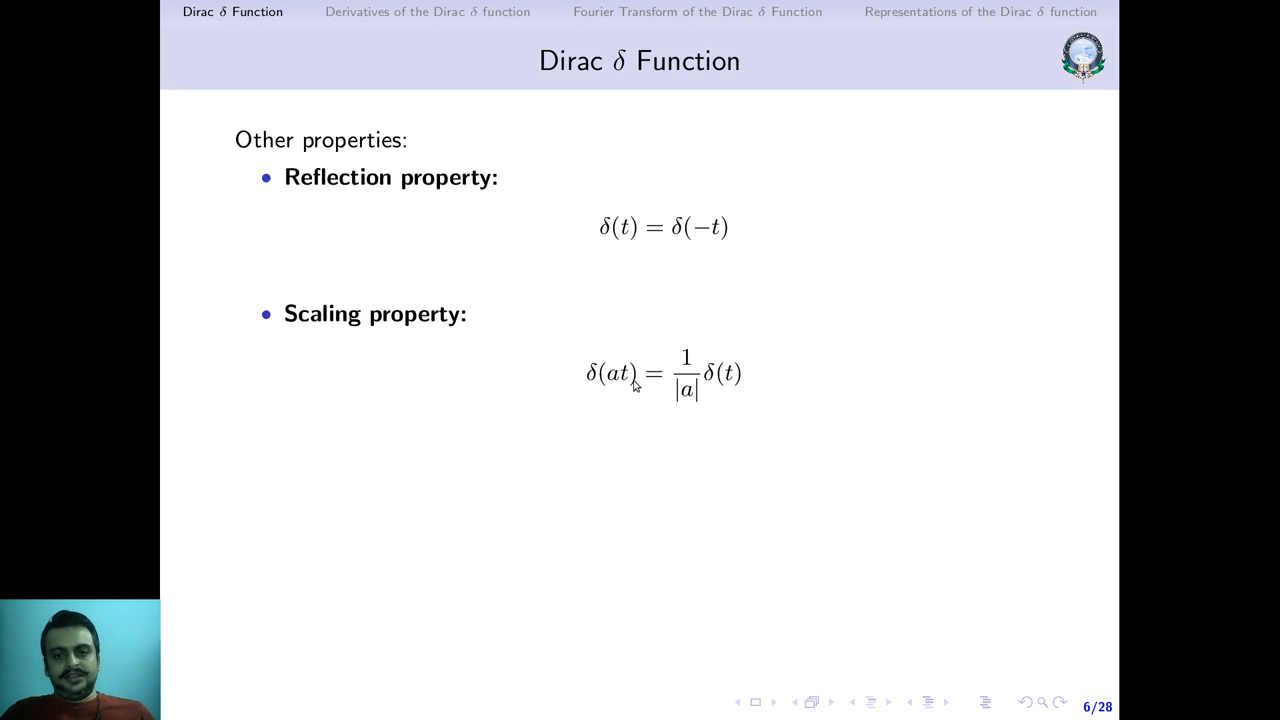 Dirac δ Function Derivatives of the Dirac δ function Fourier Transform of the Dirac δ Function Representations of the Dirac δ function
Dirac δ Function
Other properties:
• Reflection property:
δ(t) = δ(−t)
• Scaling property:
δ(at) = \frac{1}{|a|}δ(t)
6/28